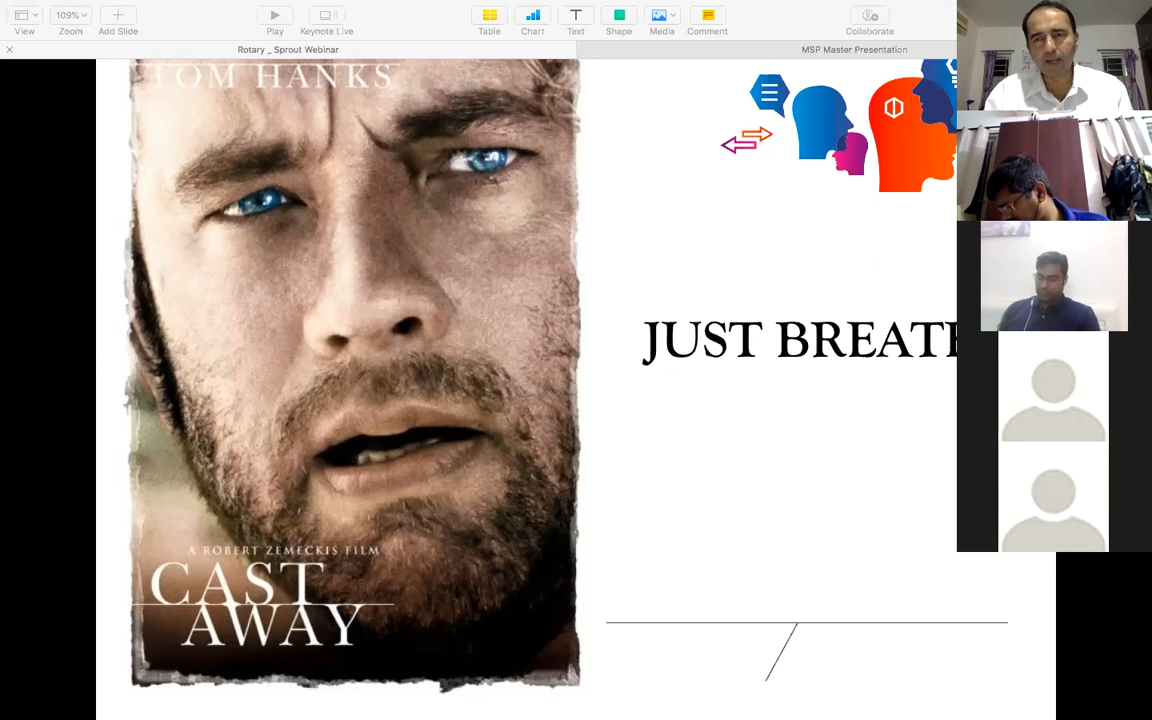 109%
View
Zoom
Add Slide
Play
Keynote Live
Table
Chart
Text
Shape
Media
Comment
Collaborate
Rotary _ Sprout Webinar
MSP Master Presentation
TOM HANKS
JUST
A ROBERT ZEMECKIS FILM
CAST
AWAY